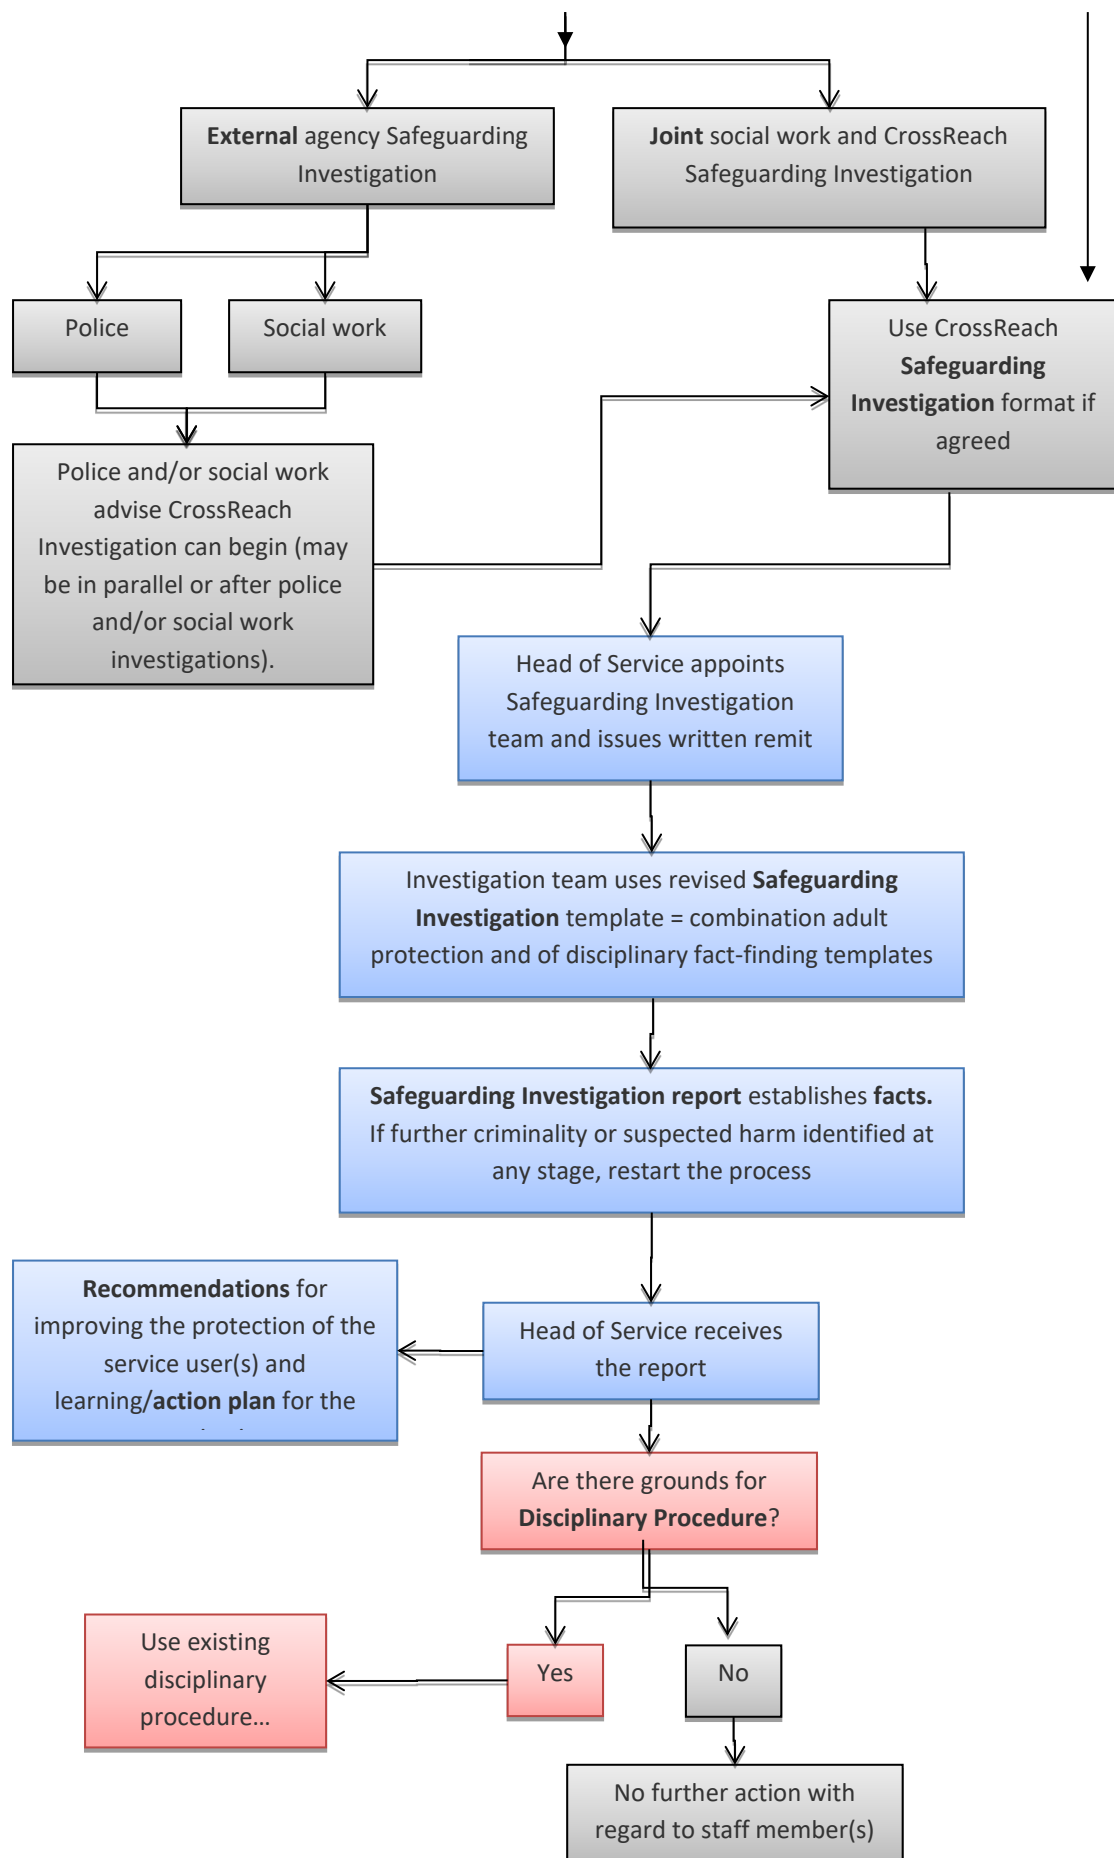 External agency Safeguarding
Investigation
Joint social work and CrossReach
Safeguarding Investigation
Police
Social work
Use CrossReach
Safeguarding
Investigation format if
agreed
Police and/or social work
advise CrossReach
Investigation can begin (may
be in parallel or after police
and/or social work
investigations).
Head of Service appoints
Safeguarding Investigation
team and issues written remit
Investigation team uses revised Safeguarding
Investigation template = combination adult
protection and of disciplinary fact-finding templates
Safeguarding Investigation report establishes facts.
If further criminality or suspected harm identified at
any stage, restart the process
Recommendations for
improving the protection of the
service user(s) and
learning/action plan for the
Head of Service receives
the report
Are there grounds for
Disciplinary Procedure?
Use existing
disciplinary
procedure…
Yes
No
No further action with
regard to staff member(s)